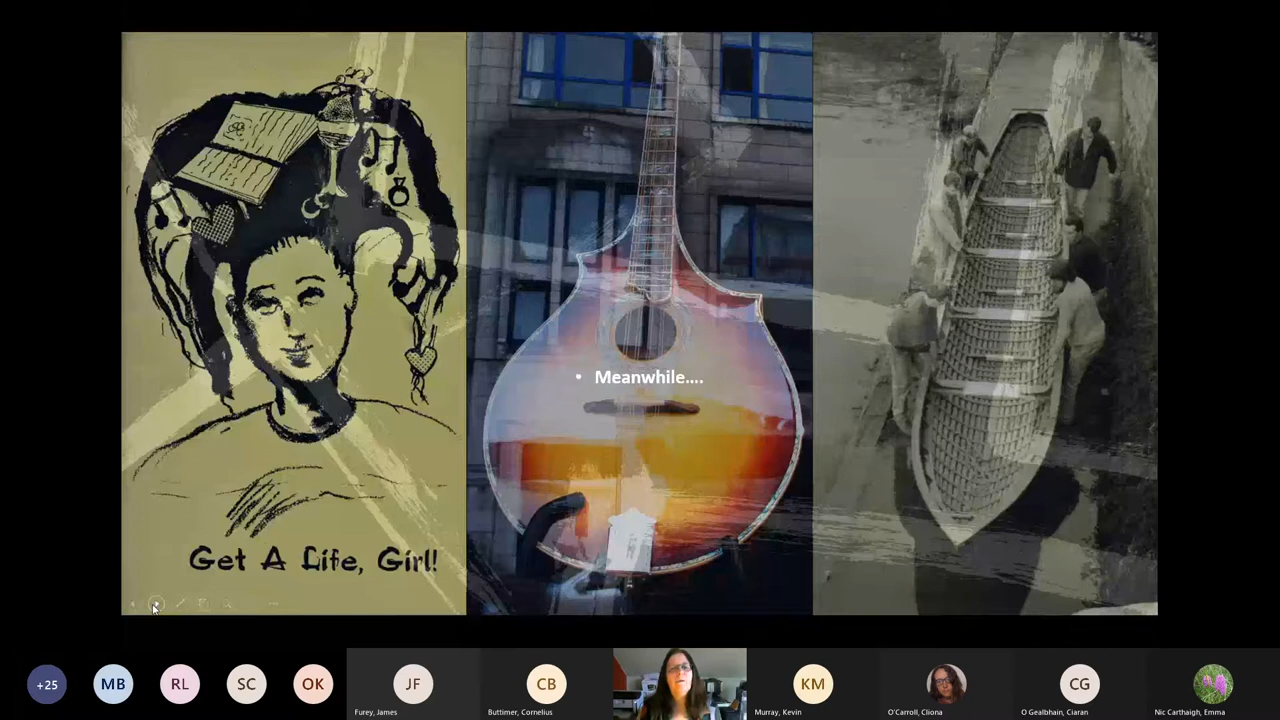 • Meanwhile....
Get A Life, Girl!
+25
MB
RL
SC
OK
JF
Furey, James
CB
Buttimer, Cornelius
KM
Murray, Kevin
O'Carroll, Cliona
CG
O Gealbhain, Ciaran
Nic Carthaigh, Emma